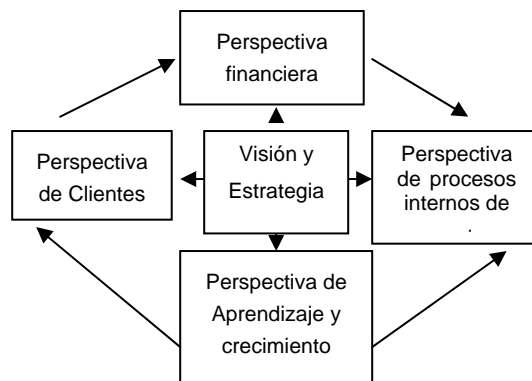 Perspectiva
financiera
Perspectiva
de Clientes
Visión y
Estrategia
Perspectiva
de procesos
internos de
.
Perspectiva de
Aprendizaje y
crecimiento